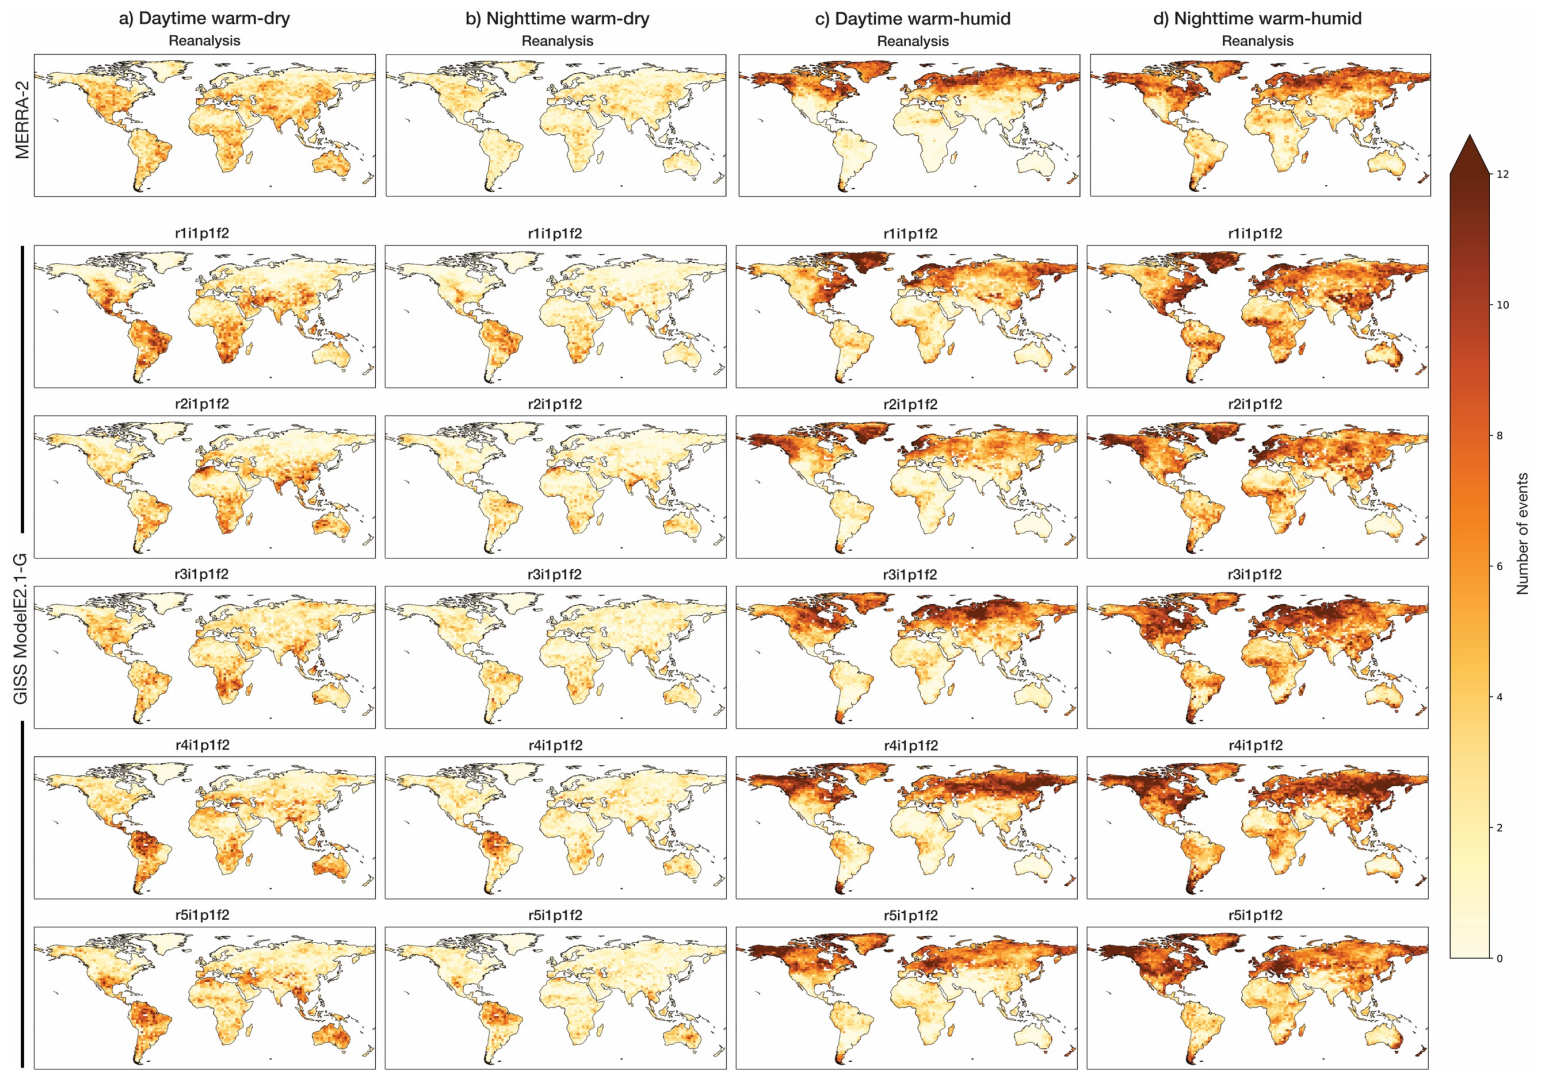 a) Daytime warm-dry
b) Nighttime warm-dry
c) Daytime warm-humid
d) Nighttime warm-humid
Reanalysis
Reanalysis
Reanalysis
Reanalysis
MERRA-2
r1i1p1f2
r1i1p1f2
r1i1p1f2
r1i1p1f2
r2i1p1f2
r2i1p1f2
r2i1p1f2
r2i1p1f2
GISS ModelE2.1-G
r3i1p1f2
r3i1p1f2
r3i1p1f2
r3i1p1f2
r4i1p1f2
r4i1p1f2
r4i1p1f2
r4i1p1f2
r5i1p1f2
r5i1p1f2
r5i1p1f2
r5i1p1f2
12
10
8
6
4
2
0
Number of events